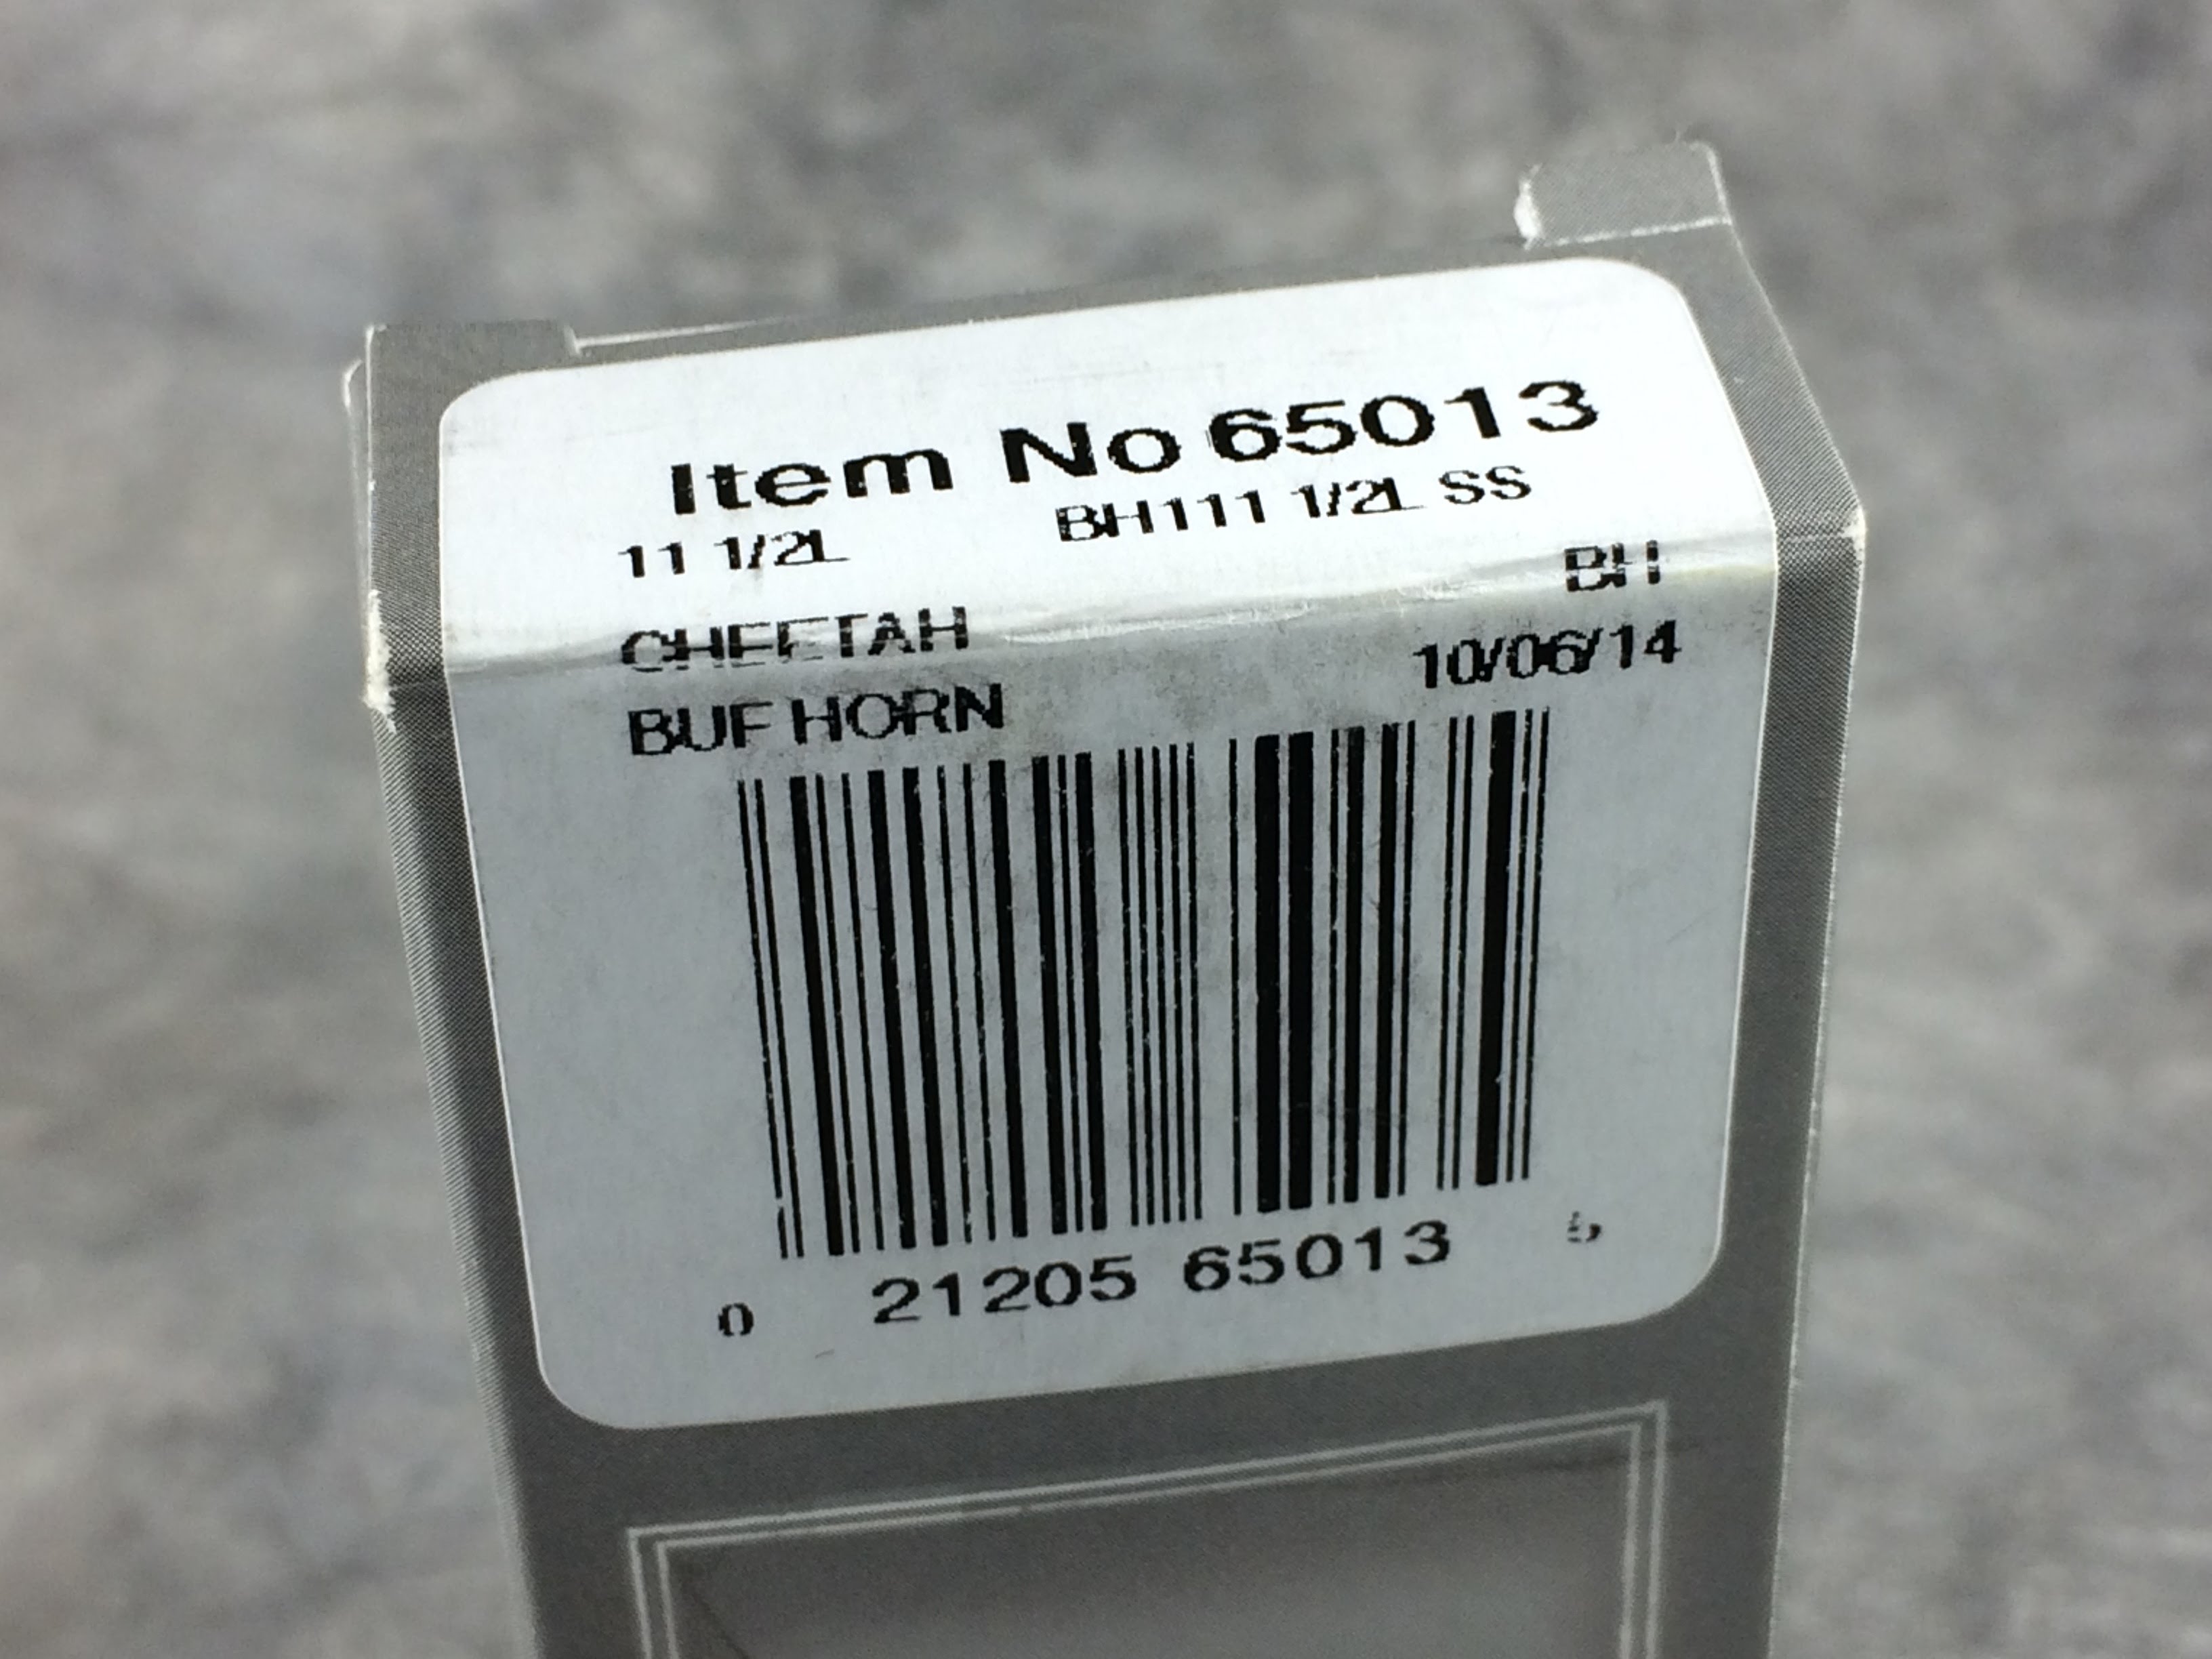 Item No 65013
11 1/2L BH111 1/2L SS
BH
CHEETAH
10/06/14
BUF HORN
0 21205 65013 5